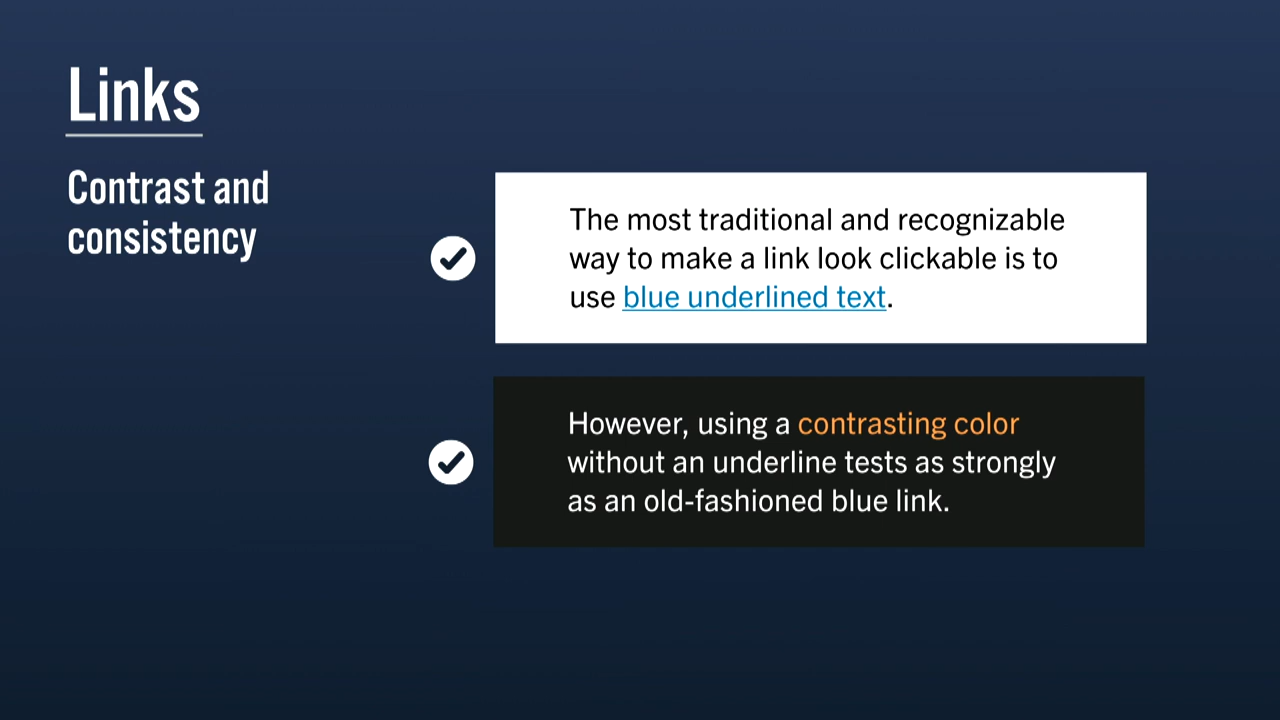 Links
Contrast and
consistency
The most traditional and recognizable
way to make a link look clickable is to
use blue underlined text.
However, using a contrasting color
without an underline tests as strongly
as an old-fashioned blue link.